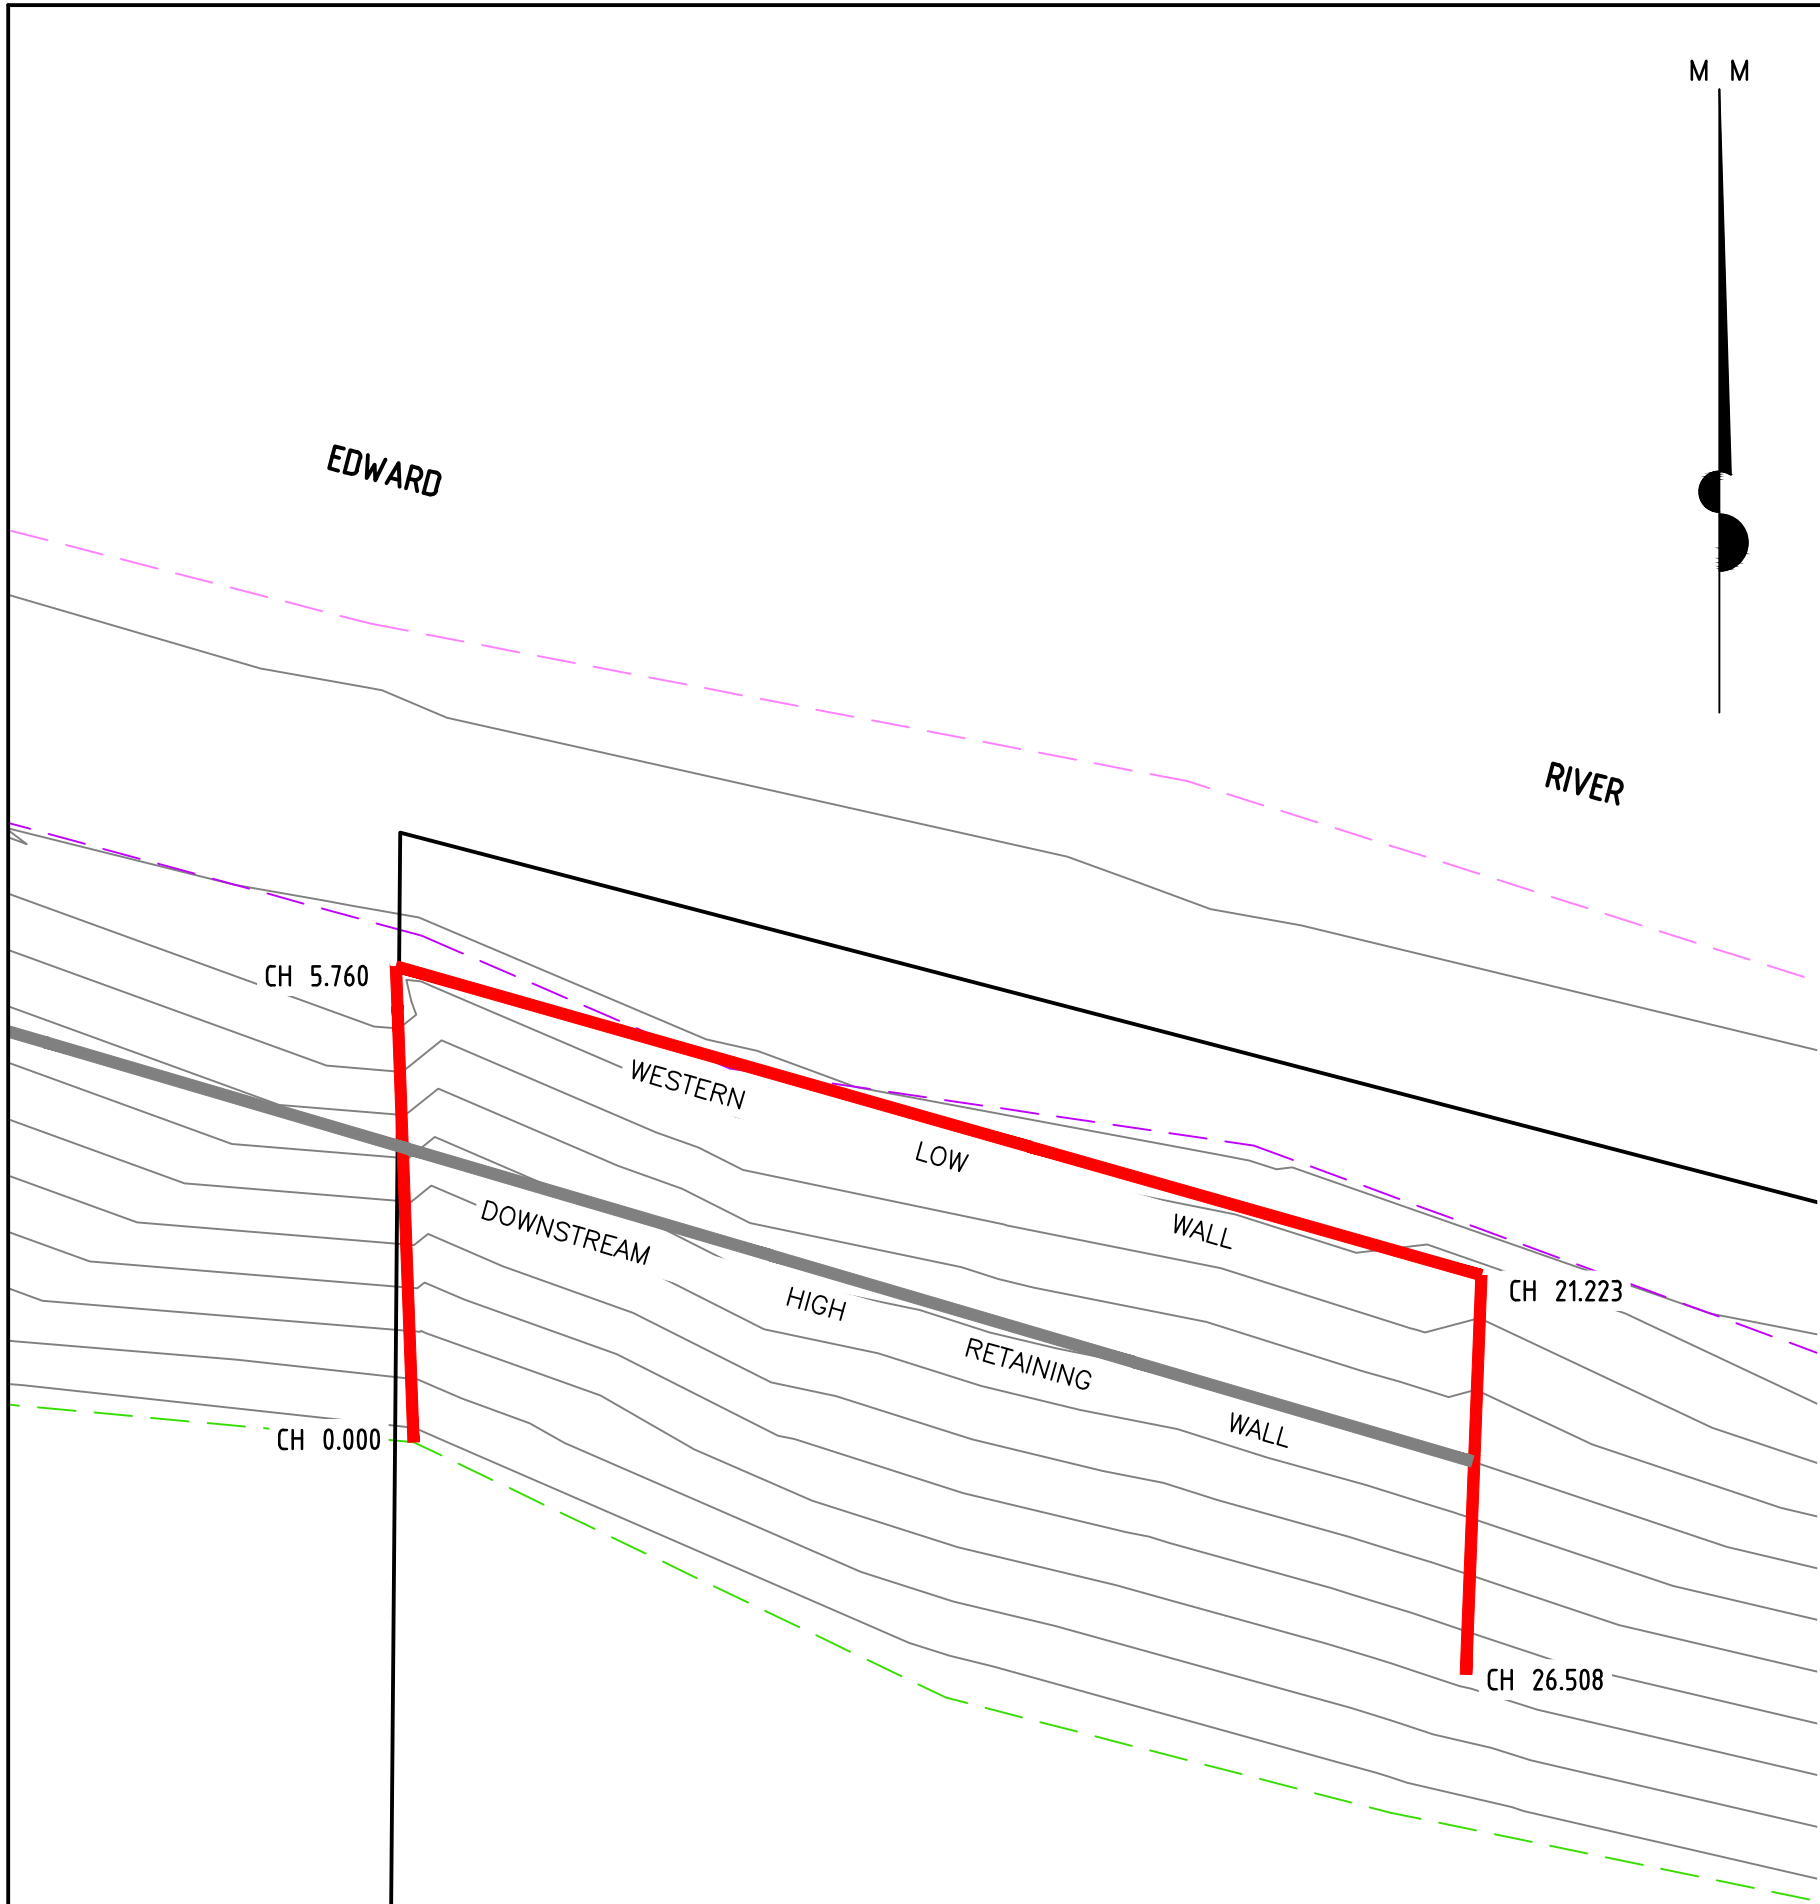 M M
EDWARD
RIVER
CH 5.760
WESTERN LOW WALL
DOWNSTREAM HIGH RETAINING WALL
CH 21.223
CH 0.000
CH 26.508